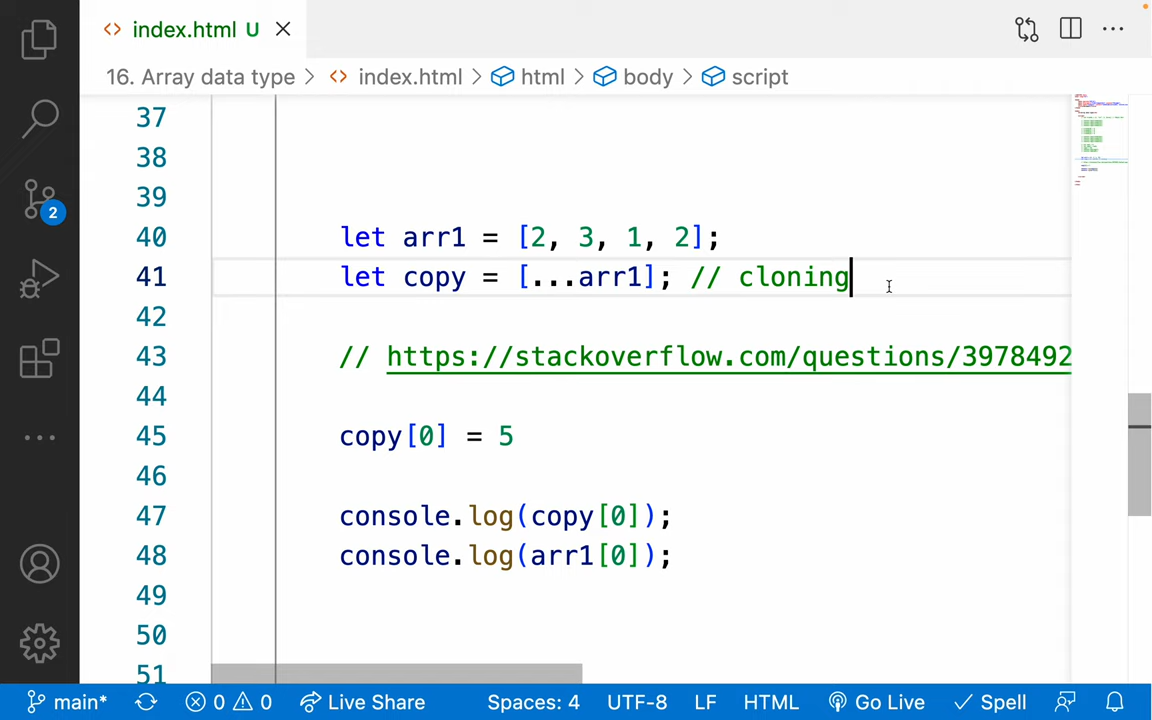 index.html U
16. Array data type > index.html > html > body > script
37
38
39
40 let arr1 = [2, 3, 1, 2];
41 let copy = [...arr1]; // cloning
42
43 // https://stackoverflow.com/questions/3978492
44
45 copy[0] = 5
46
47 console.log(copy[0]);
48 console.log(arr1[0]);
49
50
51
2
main* 0 0 Live Share Spaces: 4 UTF-8 LF HTML Go Live Spell